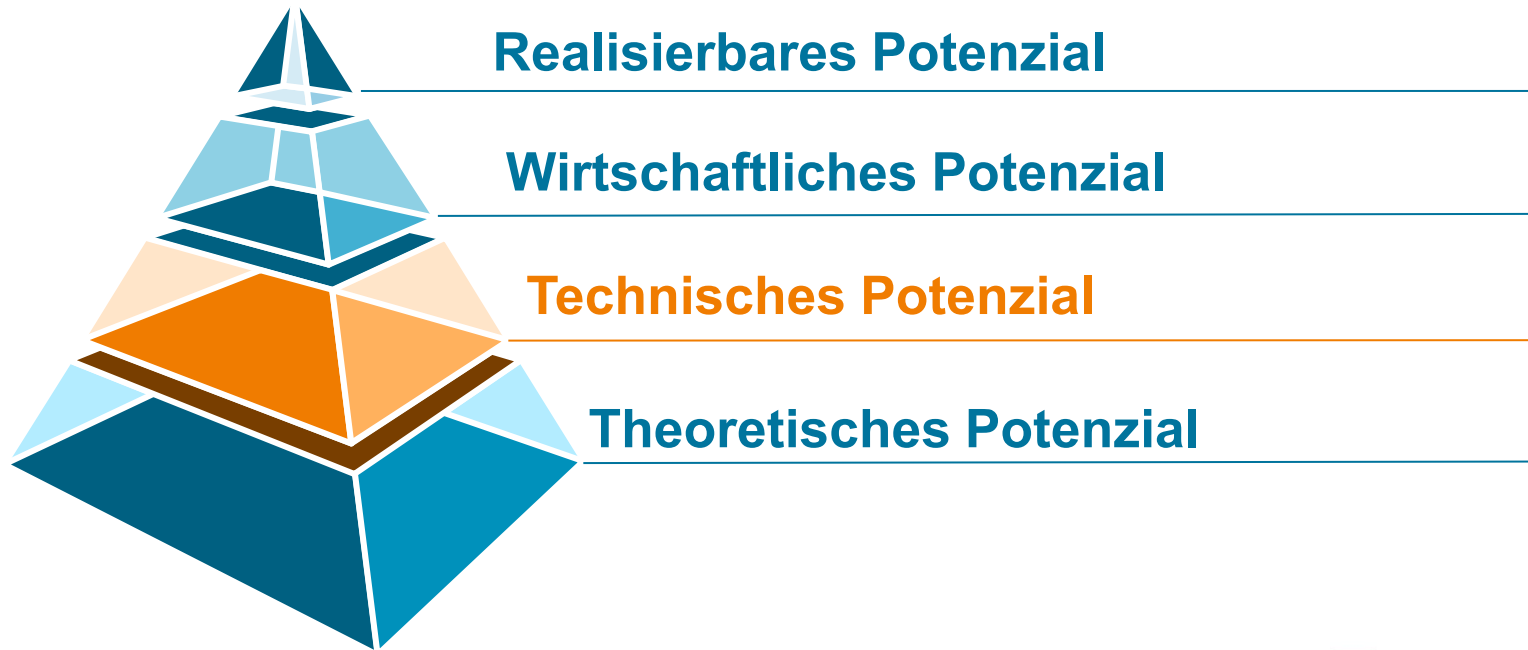 Realisierbares Potenzial
Wirtschaftliches Potenzial
Technisches Potenzial
Theoretisches Potenzial